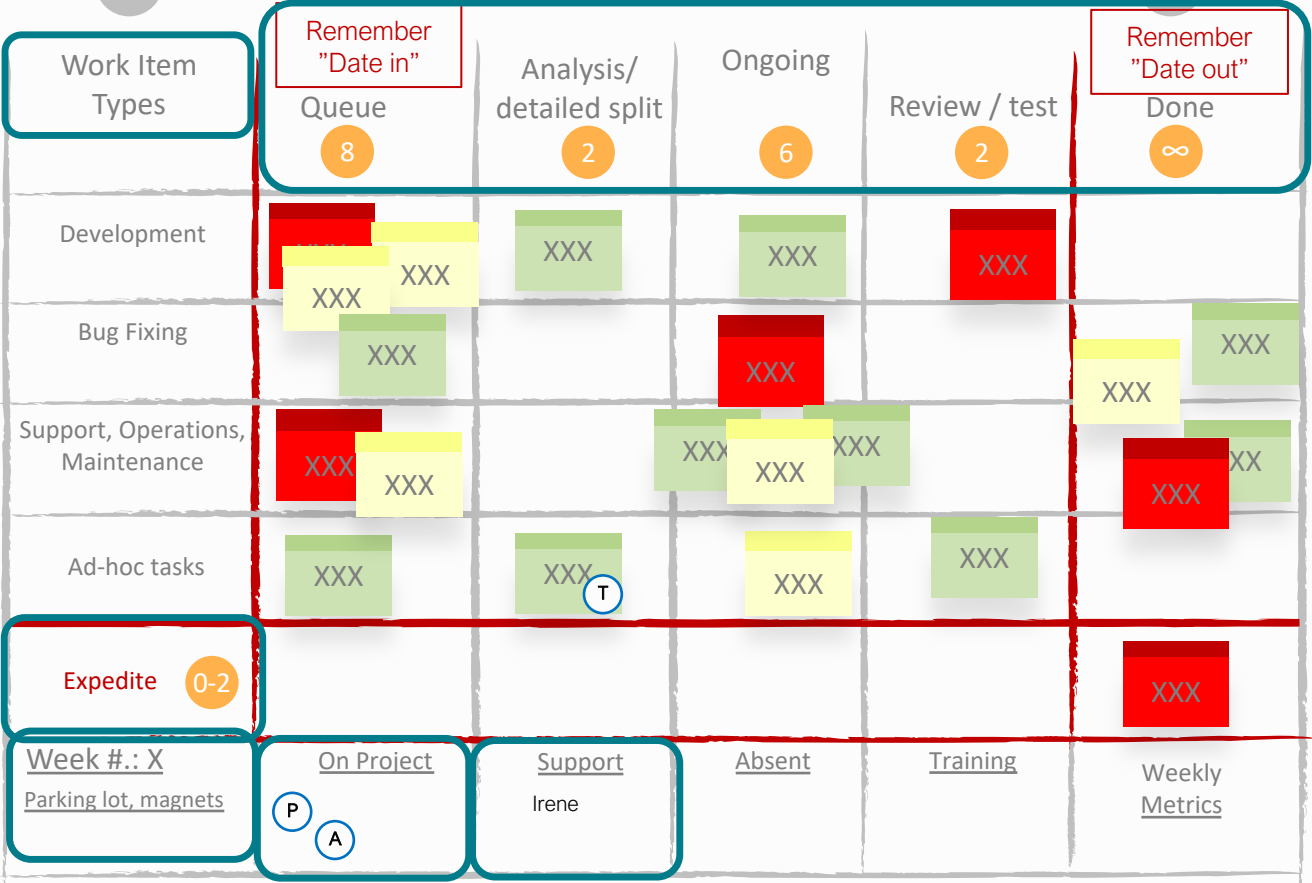 Remember
”Date in”
Remember
”Date out”
Work Item
Types
Queue
Analysis/
detailed split
Ongoing
Review / test
Done
8
2
6
2
∞
Development
XXX
XXX
XXX
XXX
XXX
Bug Fixing
XXX
XXX
XXX
XXX
Support, Operations,
Maintenance
XXX
XXX
XXX
XXX
XXX
XX
XXX
Ad-hoc tasks
XXX
XXX
T
XXX
XXX
Expedite
0-2
XXX
Week #.: X
Parking lot, magnets
On Project
P
A
Support
Irene
Absent
Training
Weekly
Metrics